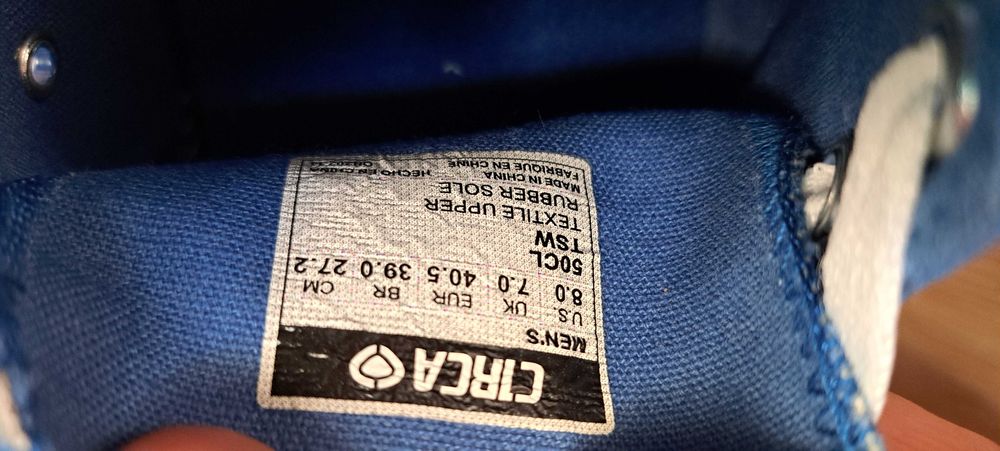 CIRCA
MEN'S
US UK EUR BR CM
8.0 7.0 40.5 39.0 27.2
50CL
TSW
TEXTILE UPPER
RUBBER SOLE
MADE IN CHINA
FABRIQUE EN CHINE
HECHO EN CHINA